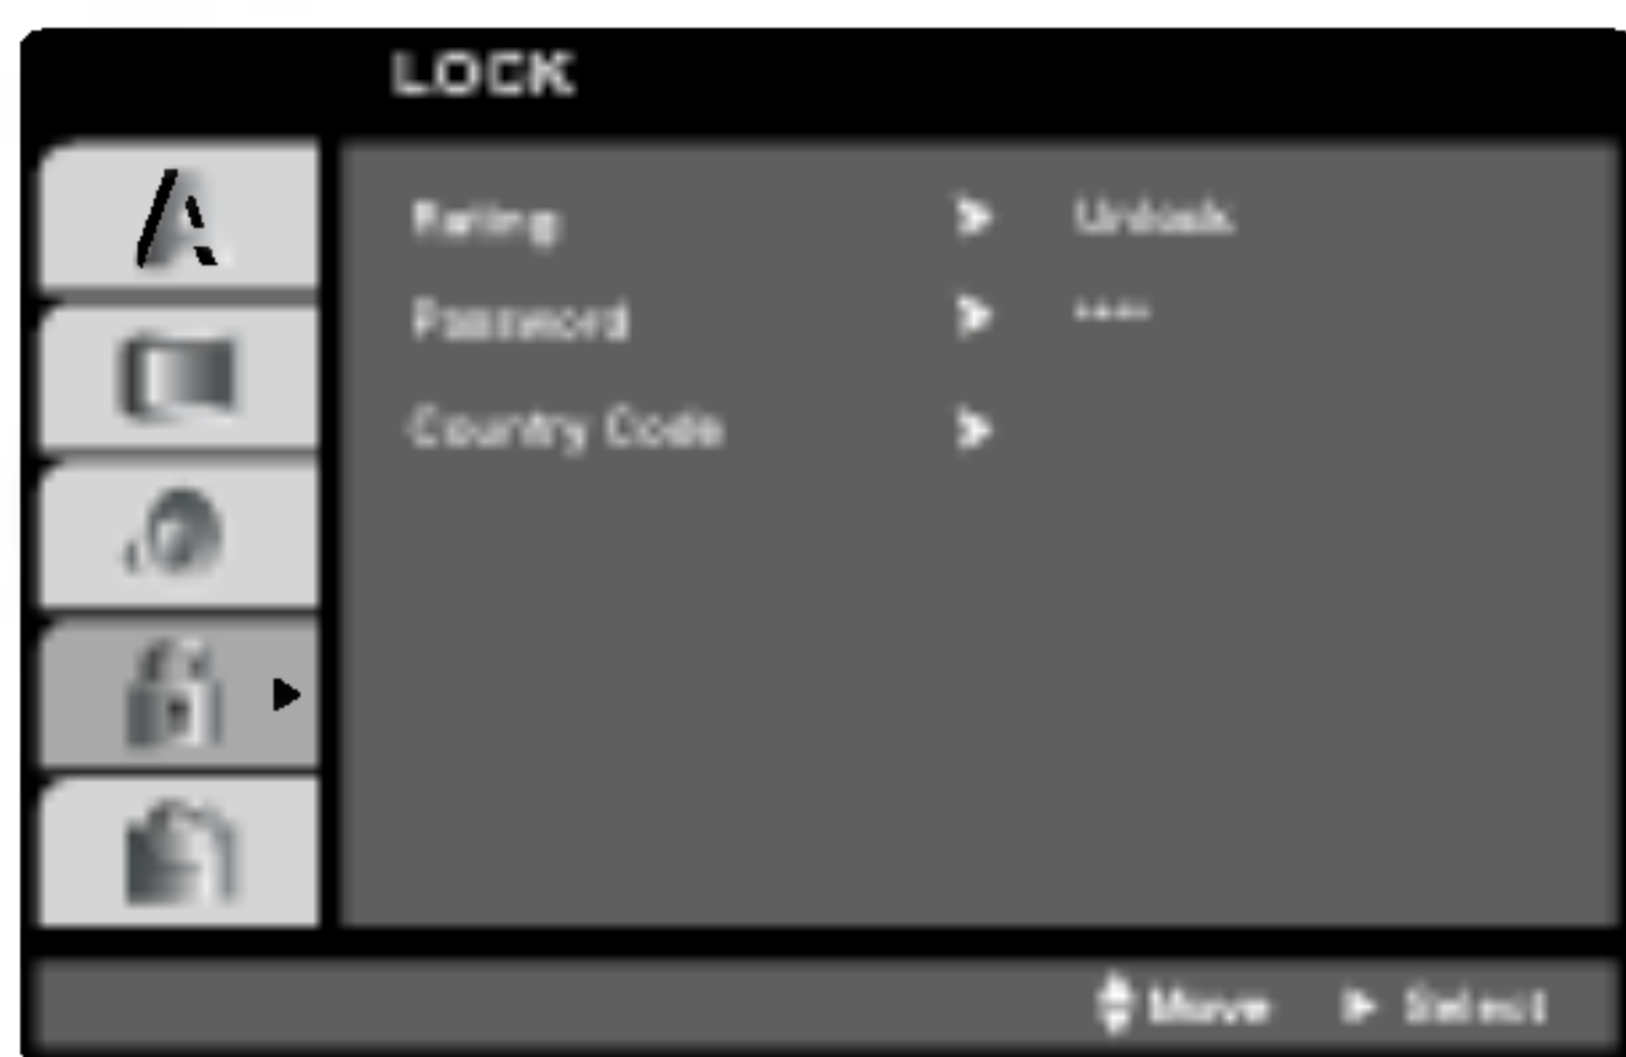 LOCK
A
Rating Unlock
Password ****
Country Code
Move Select